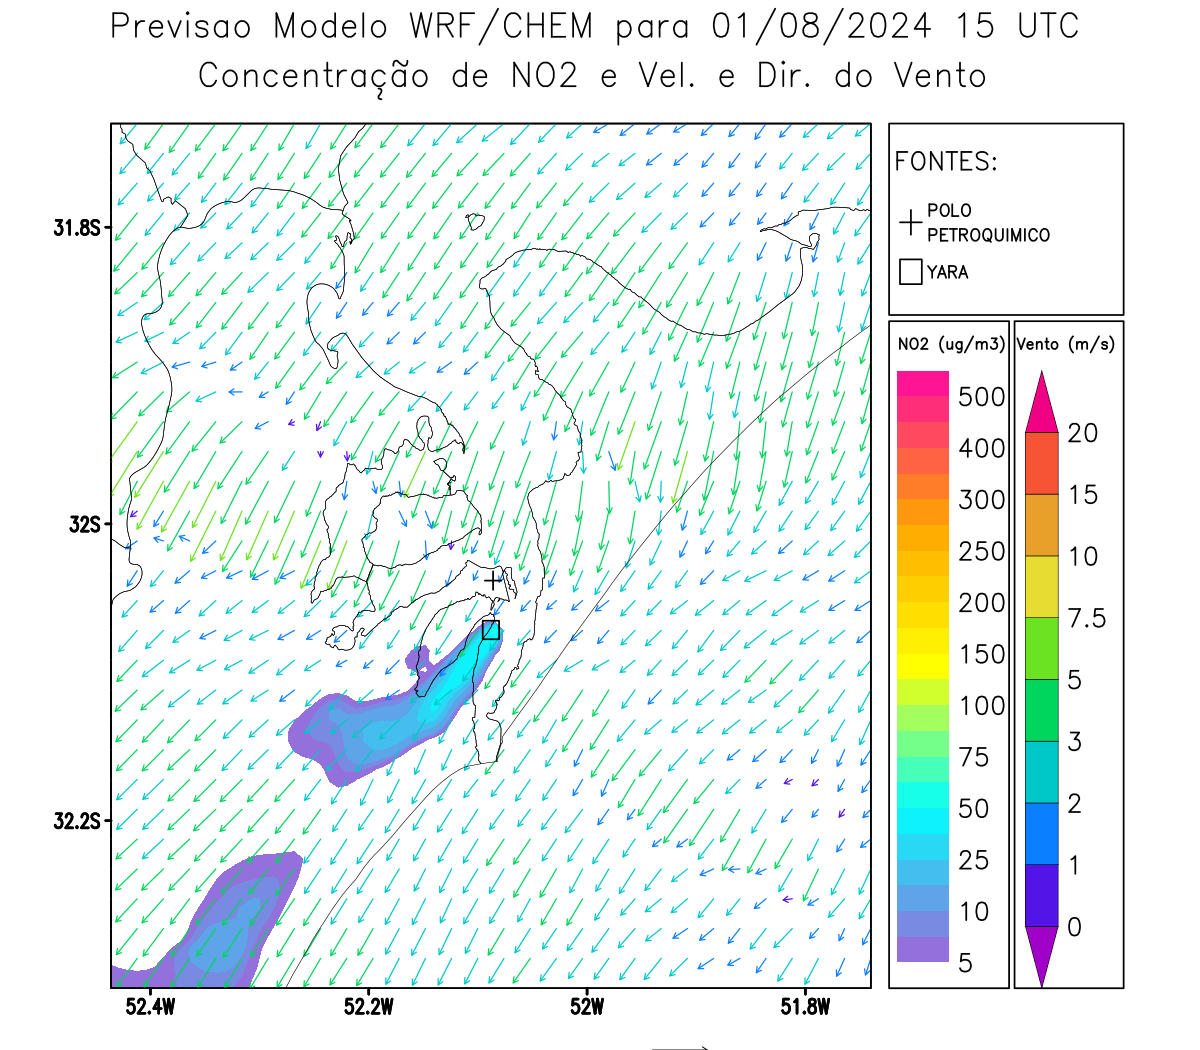 Previsao Modelo WRF/CHEM para 01/08/2024 15 UTC
Concentração de NO2 e Vel. e Dir. do Vento
FONTES:
POLO
PETROQUIMICO
YARA
NO2 (ug/m3)
500
400
300
250
200
150
100
75
50
25
10
5
Vento (m/s)
20
15
10
7.5
5
3
2
1
0
31.8S
32S
32.2S
52.4W
52.2W
52W
51.8W